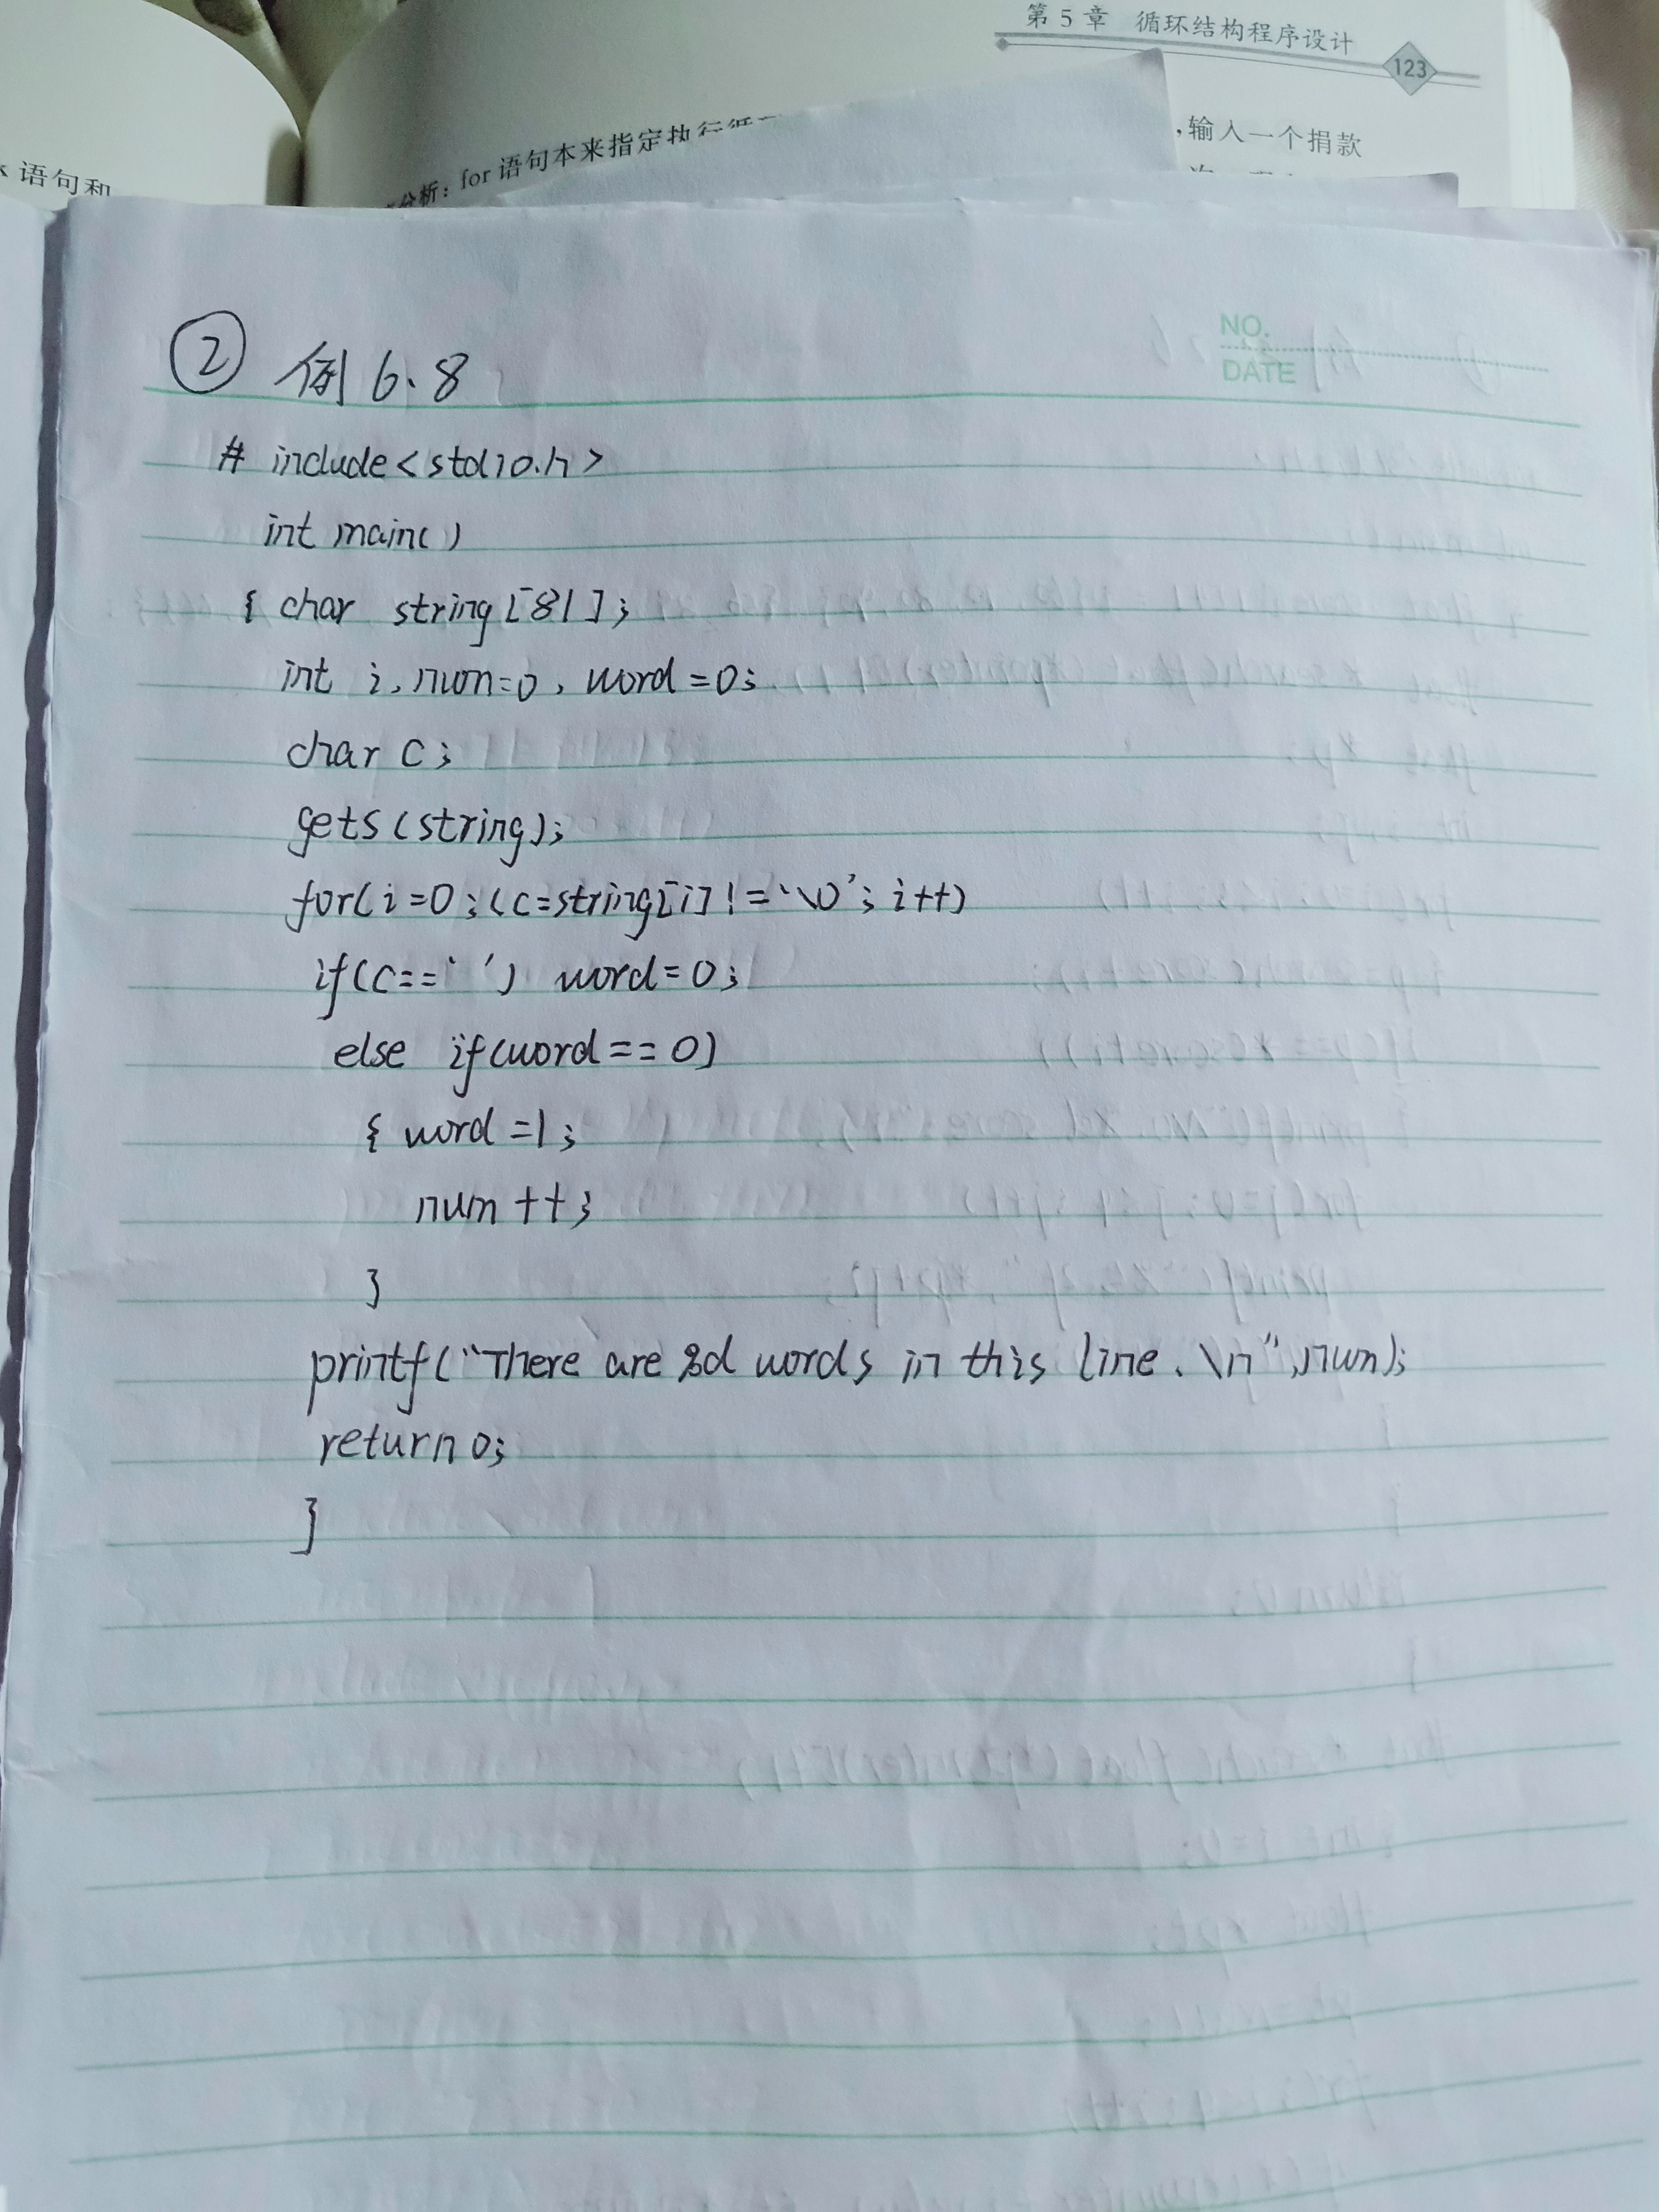 第5章 循环结构程序设计
123
分析：for语句本来指定执行循
，输入一个捐款
语句和
NO.
DATE
② 例6.8
# include<stdio.h>
int main()
{ char string[81];
int i,num=0,word=0;
char c;
gets(string);
for(i=0;(c=string[i]!='\0';i++)
if(c==' ') word=0;
else if(word==0)
{ word=1;
num++;
}
printf("There are %d words in this line.\n",num);
return 0;
}